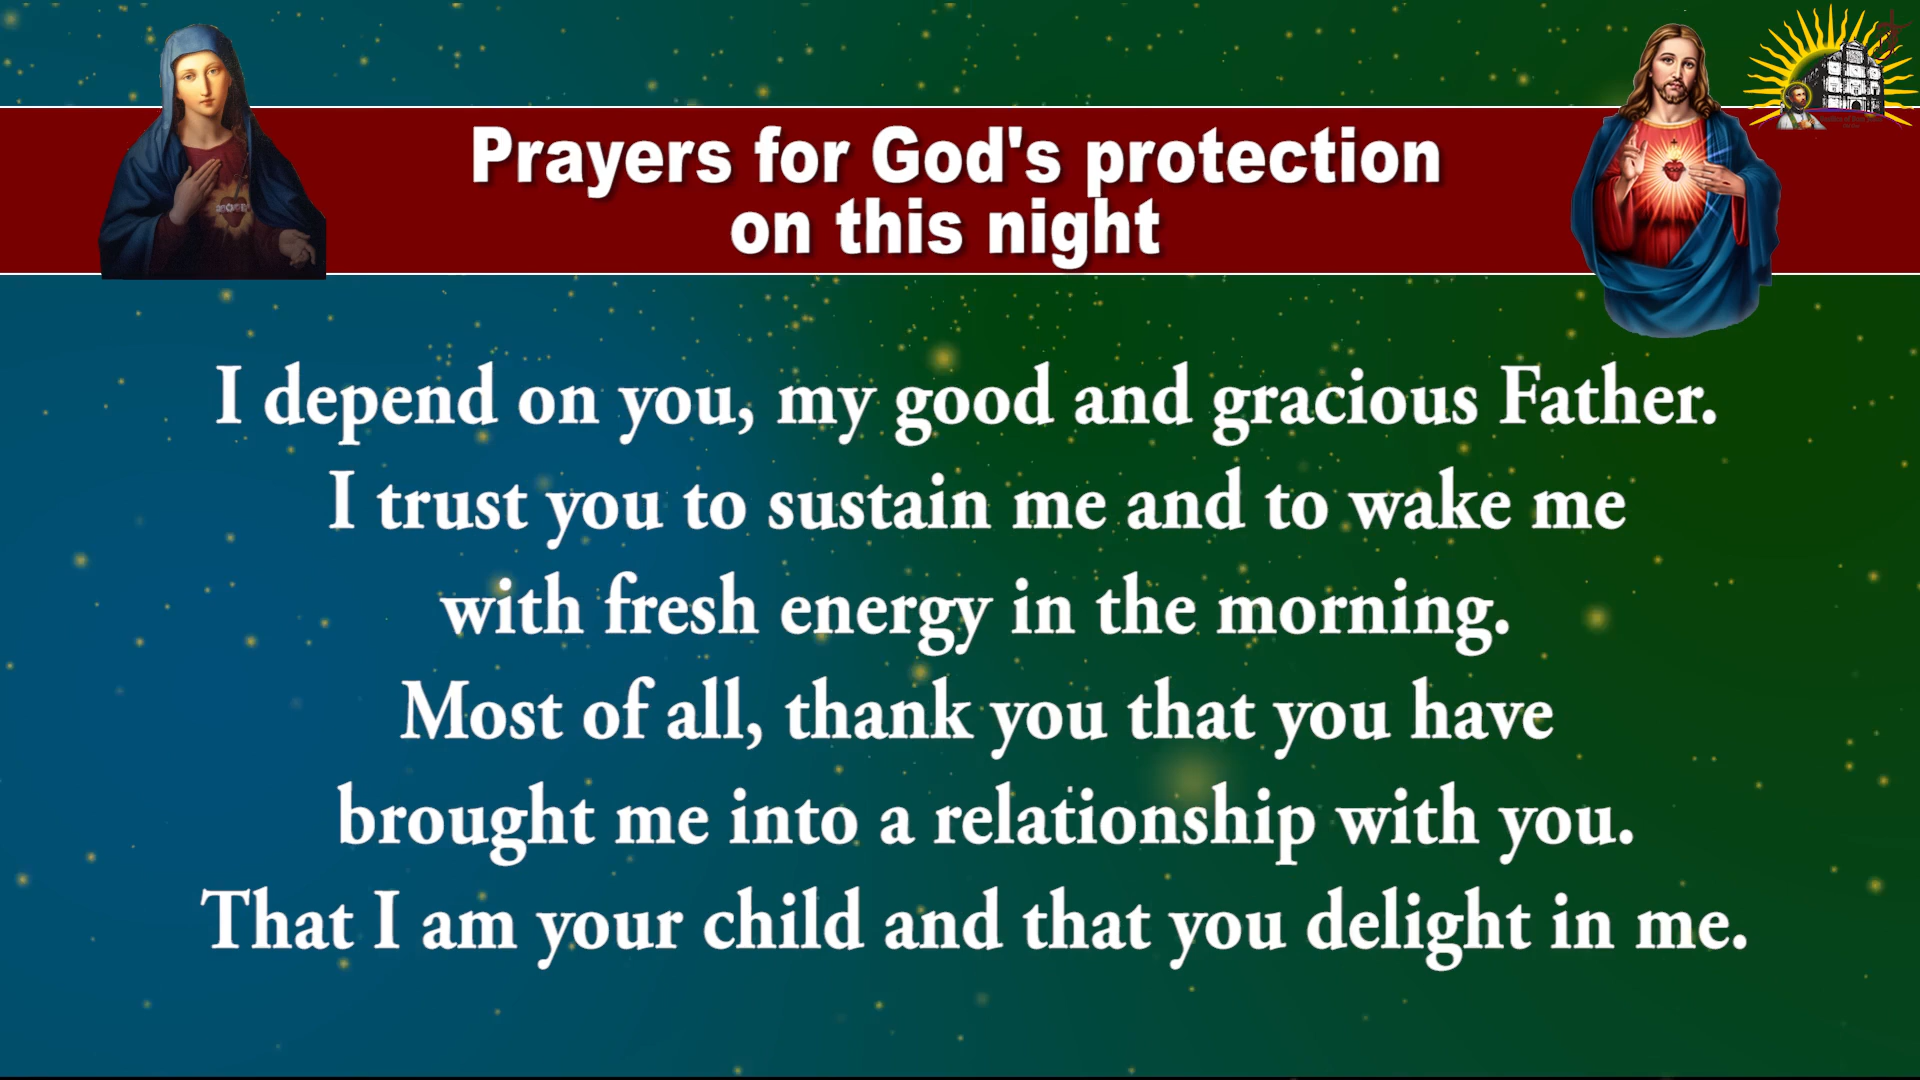 Prayers for God's protection
on this night
I depend on you, my good and gracious Father.
I trust you to sustain me and to wake me
with fresh energy in the morning.
Most of all, thank you that you have
brought me into a relationship with you.
That I am your child and that you delight in me.